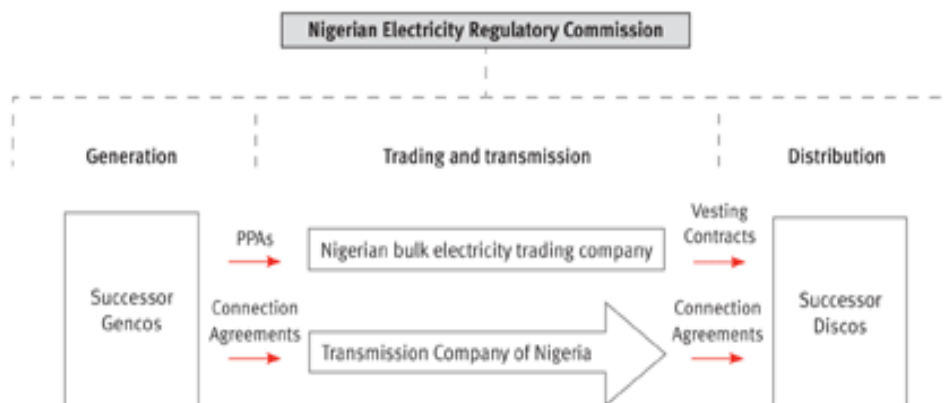 Nigerian Electricity Regulatory Commission
Generation
Trading and transmission
Distribution
Successor
Gencos
PPAs
Nigerian bulk electricity trading company
Vesting
Contracts
Connection
Agreements
Transmission Company of Nigeria
Connection
Agreements
Successor
Discos